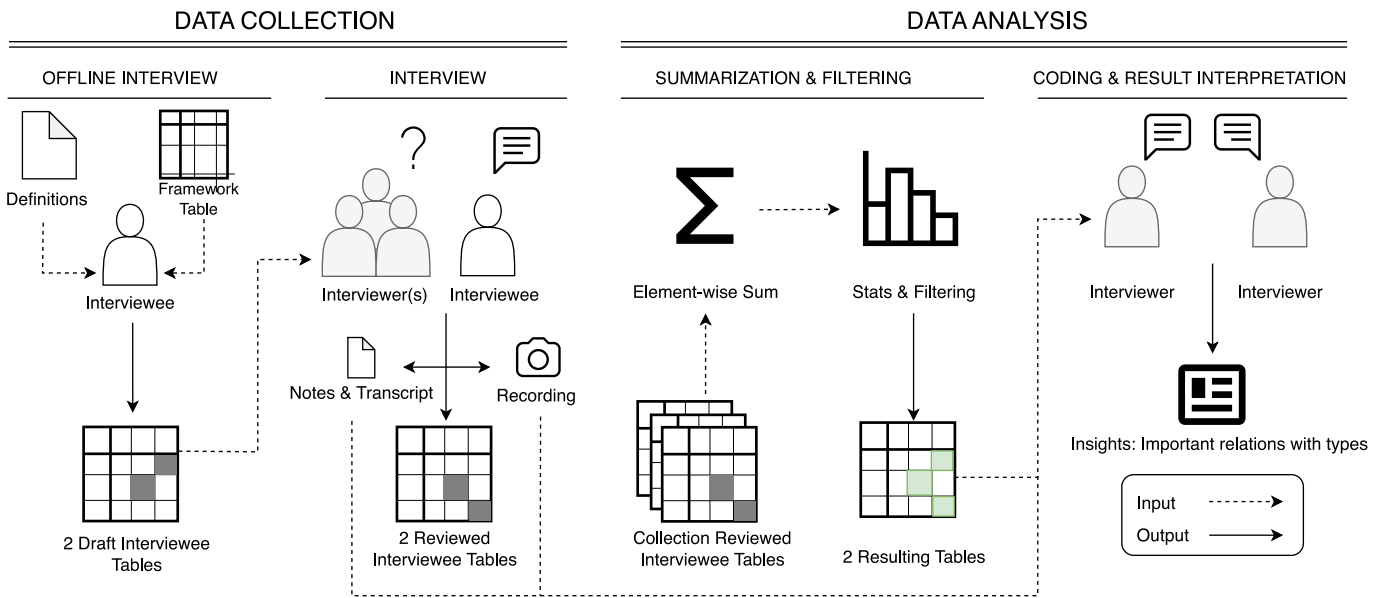 DATA COLLECTION
DATA ANALYSIS
OFFLINE INTERVIEW
INTERVIEW
SUMMARIZATION & FILTERING
CODING & RESULT INTERPRETATION
Definitions
Framework
Table
Interviewee
2 Draft Interviewee
Tables
?
Interviewer(s)
Interviewee
Notes & Transcript
Recording
2 Reviewed
Interviewee Tables
Σ
Element-wise Sum
Stats & Filtering
Collection Reviewed
Interviewee Tables
2 Resulting Tables
Interviewer
Interviewer
Insights: Important relations with types
Input
Output